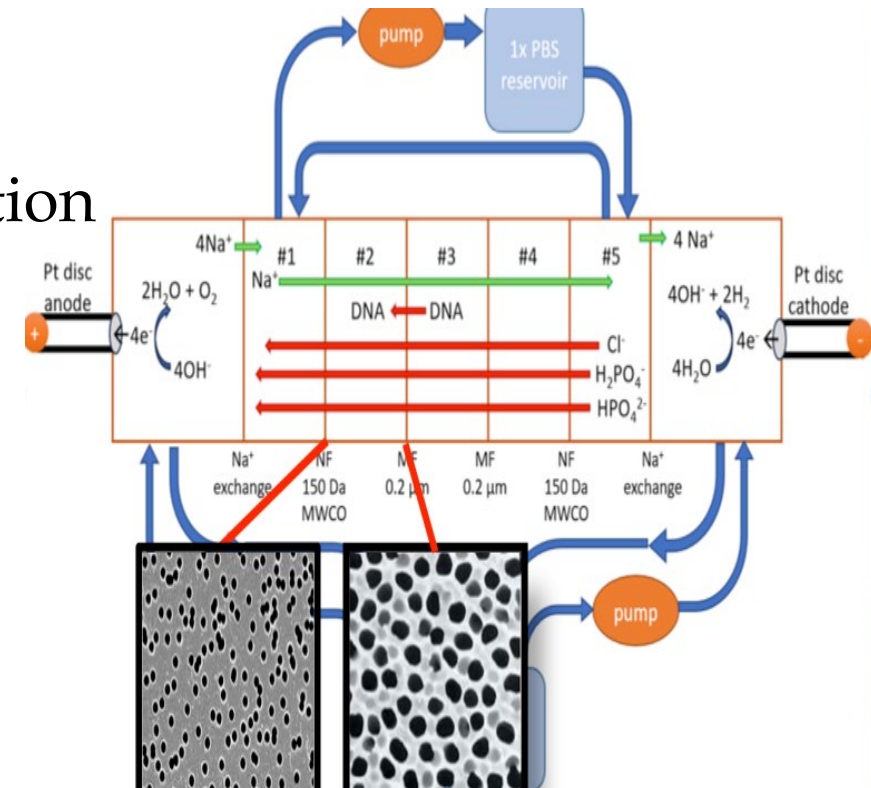 pump
1x PBS
reservoir
tion
4Na⁺
#1
#2
#3
#4
#5
4 Na⁺
Pt disc
anode
2H₂O + O₂
Na⁺
DNA
DNA
4OH⁻ + 2H₂
Pt disc
cathode
+
4e⁻
Cl⁻
4e⁻
-
4OH⁻
H₂PO₄⁻
4H₂O
HPO₄²⁻
Na⁺
exchange
NF
150 Da
MWCO
MF
0.2 µm
MF
0.2 µm
NF
150 Da
MWCO
Na⁺
exchange
pump